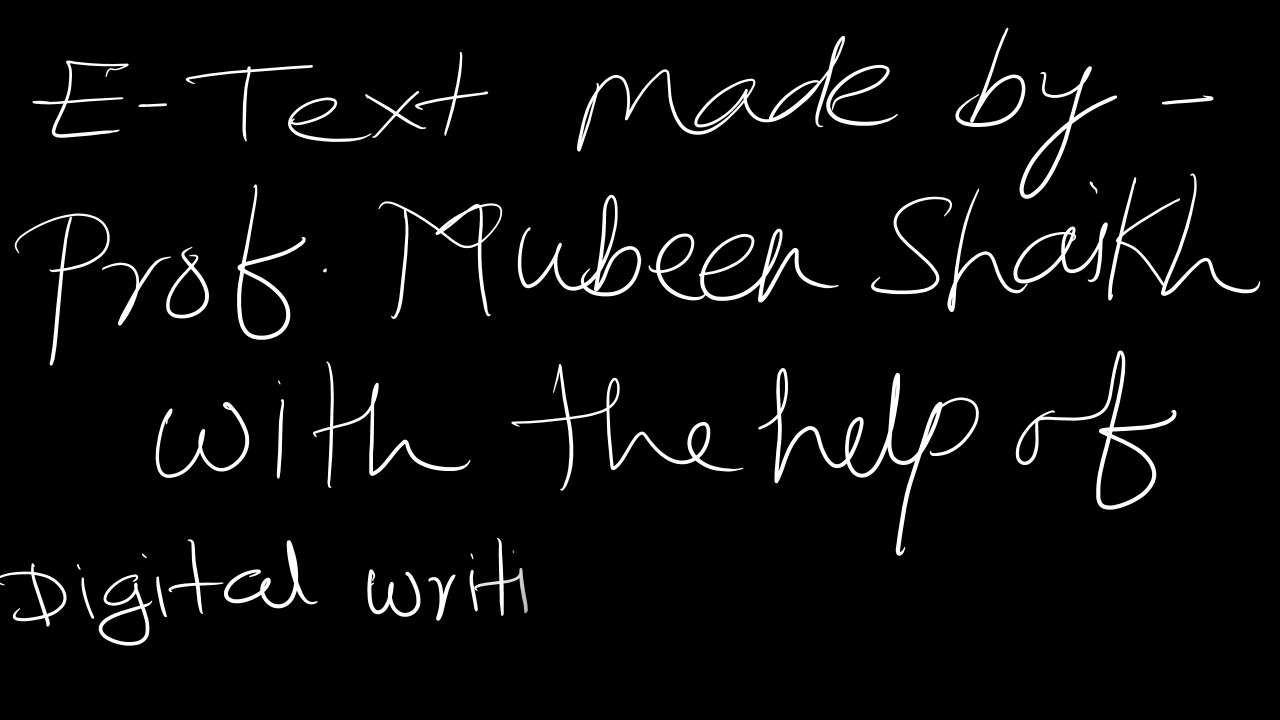 E-Text made by -
Prof. Mubeen Shaikh
with the help of
Digital writi